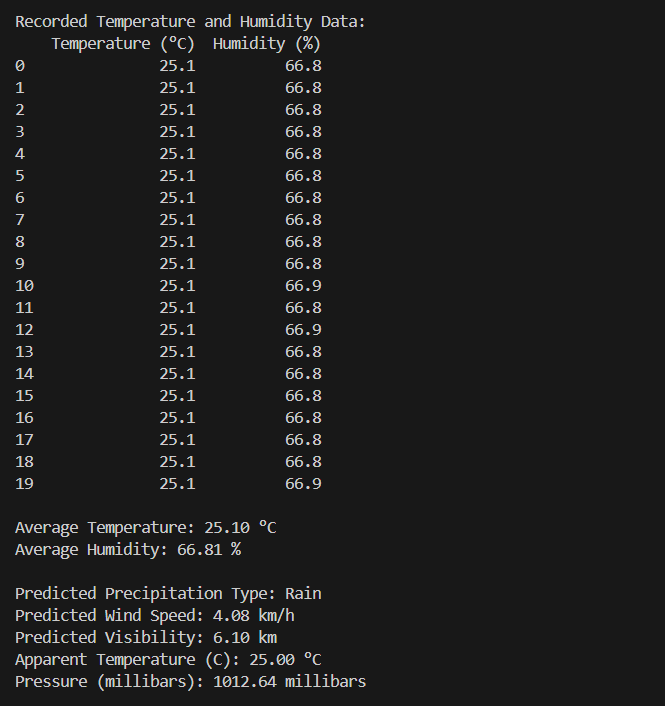 Recorded Temperature and Humidity Data:
Temperature (°C) Humidity (%)
0 25.1 66.8
1 25.1 66.8
2 25.1 66.8
3 25.1 66.8
4 25.1 66.8
5 25.1 66.8
6 25.1 66.8
7 25.1 66.8
8 25.1 66.8
9 25.1 66.8
10 25.1 66.9
11 25.1 66.8
12 25.1 66.9
13 25.1 66.8
14 25.1 66.8
15 25.1 66.8
16 25.1 66.8
17 25.1 66.8
18 25.1 66.8
19 25.1 66.9
Average Temperature: 25.10 °C
Average Humidity: 66.81 %
Predicted Precipitation Type: Rain
Predicted Wind Speed: 4.08 km/h
Predicted Visibility: 6.10 km
Apparent Temperature (C): 25.00 °C
Pressure (millibars): 1012.64 millibars